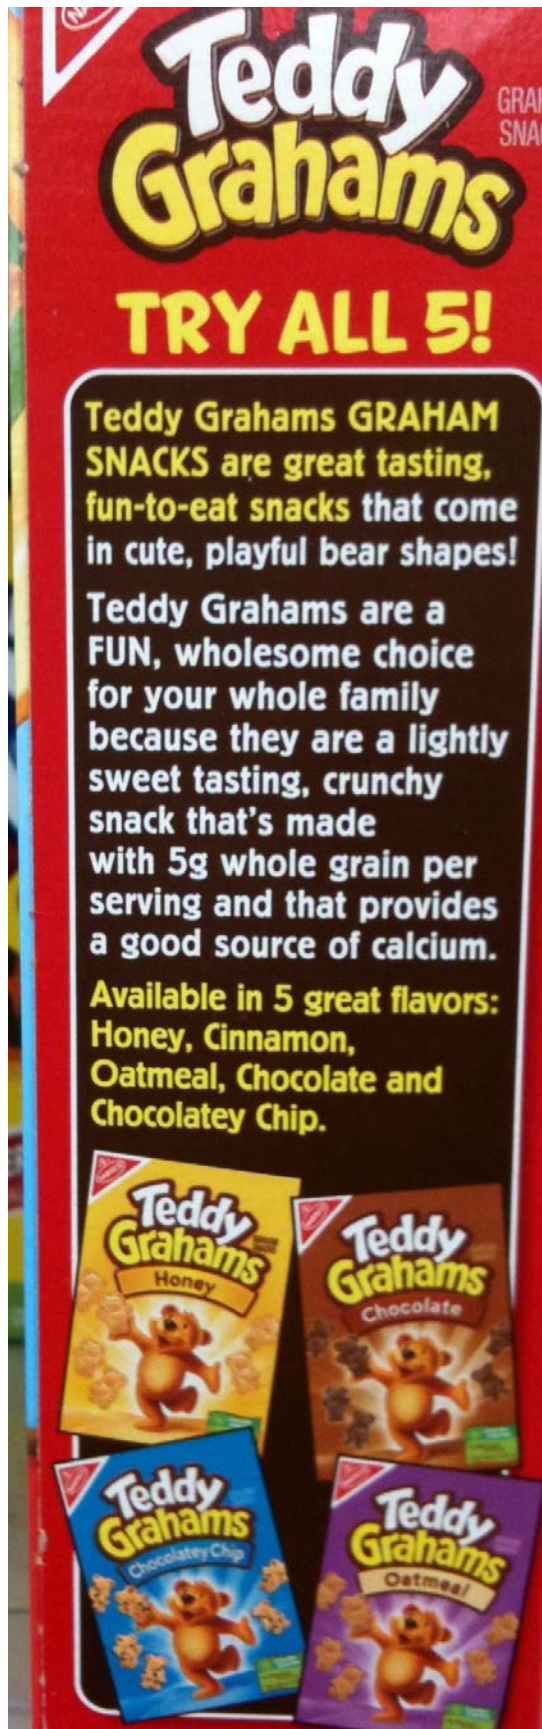 Teddy
Grahams
TRY ALL 5!
Teddy Grahams GRAHAM
SNACKS are great tasting,
fun-to-eat snacks that come
in cute, playful bear shapes!
Teddy Grahams are a
FUN, wholesome choice
for your whole family
because they are a lightly
sweet tasting, crunchy
snack that's made
with 5g whole grain per
serving and that provides
a good source of calcium.
Available in 5 great flavors:
Honey, Cinnamon,
Oatmeal, Chocolate and
Chocolatey Chip.
Teddy
Grahams
Honey
Teddy
Grahams
Chocolate
Teddy
Grahams
Chocolatey Chip
Teddy
Grahams
Oatmeal